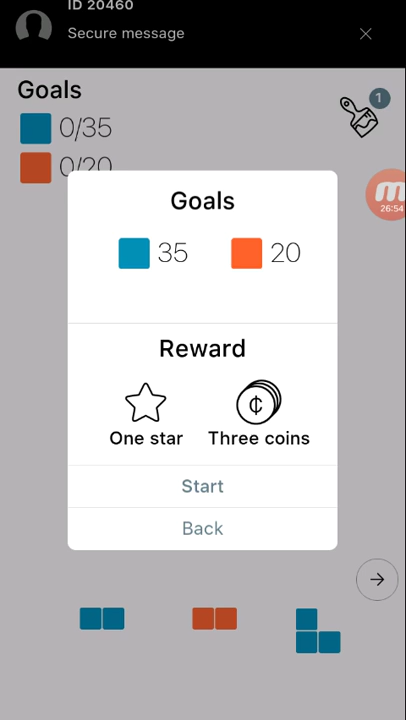 ID 20460
Secure message
Goals
0/35
0/20
1
26:54
Goals
35 20
Reward
₵
One star Three coins
Start
Back